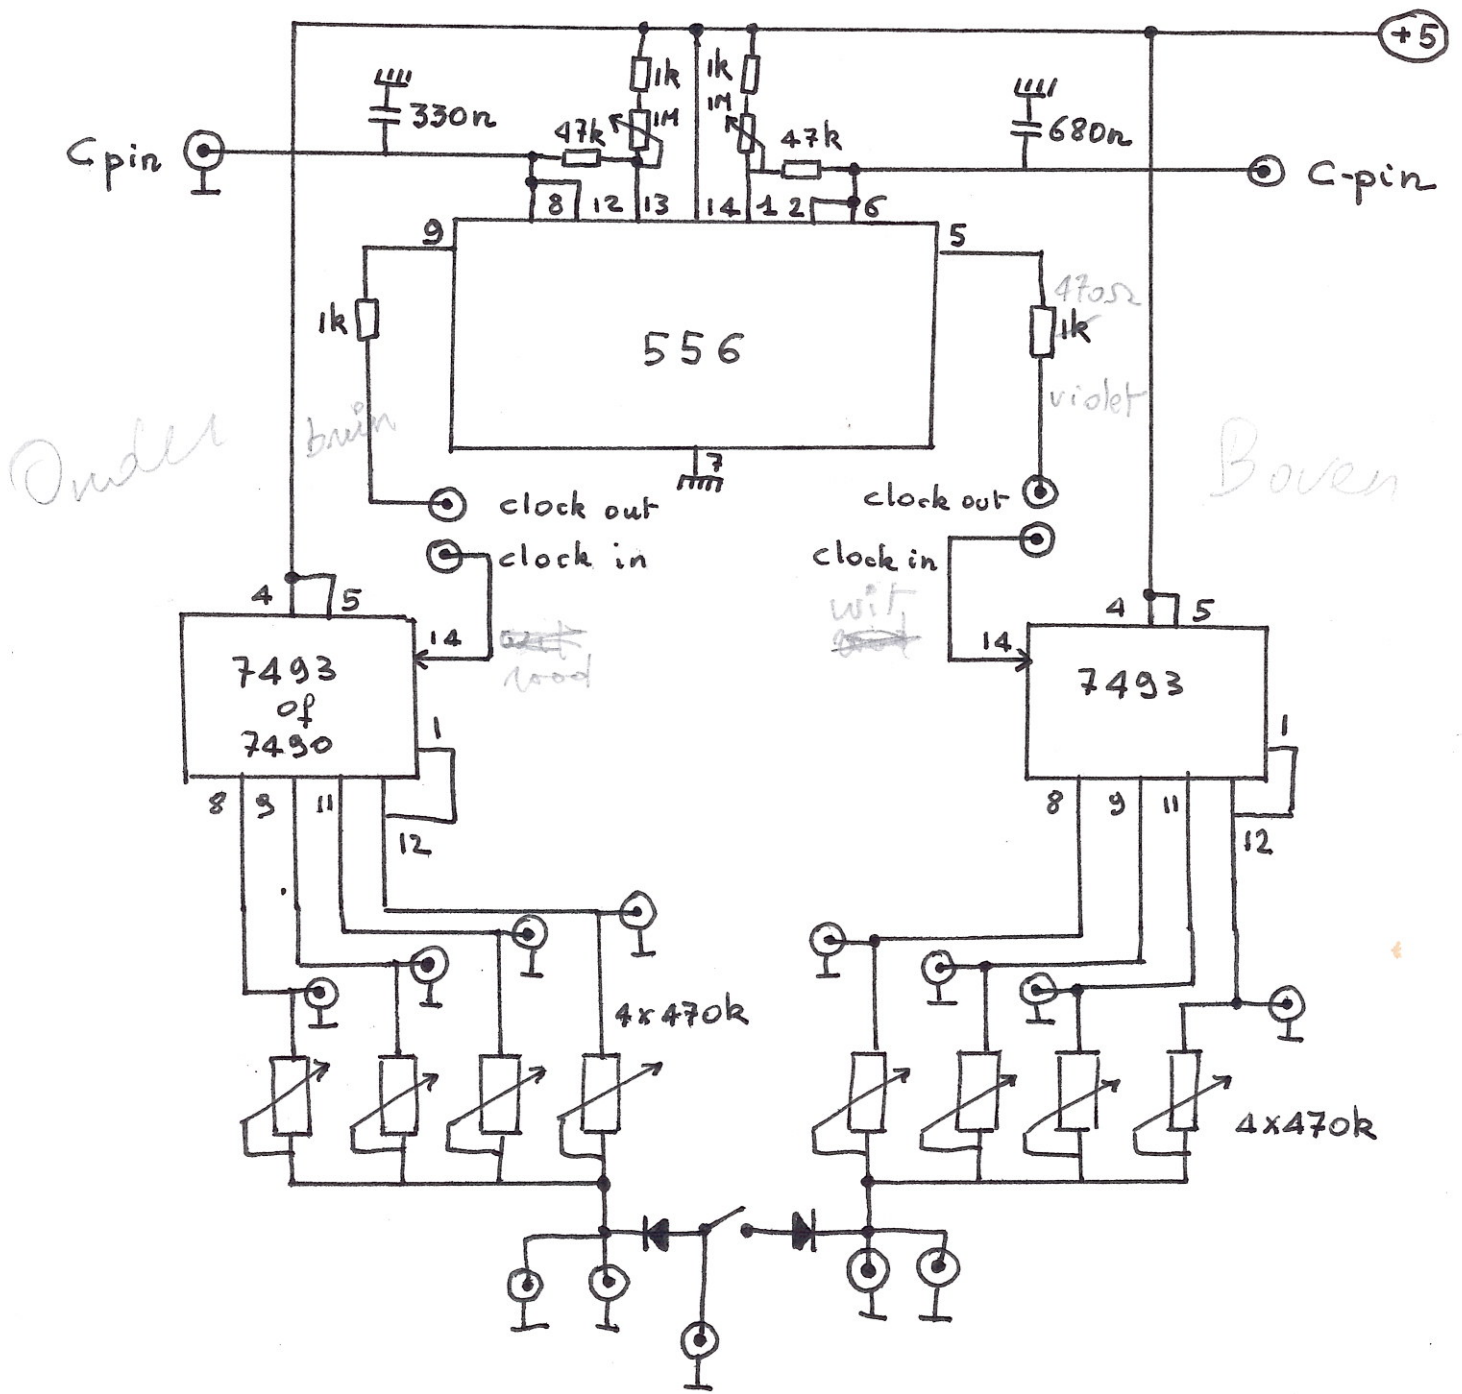 +5
1k
1k
330n
1M
1M
680n
Cpin
47k
47k
C-pin
8
12
13
14
1
2
6
9
5
470Ω
1k
556
1k
violet
Onder
bruin
Boven
7
clock out
clock out
clock in
clock in
wit
4
5
4
5
14
14
rood
7493
of
7490
7493
1
1
8
9
11
12
8
9
11
12
4x470k
4x470k